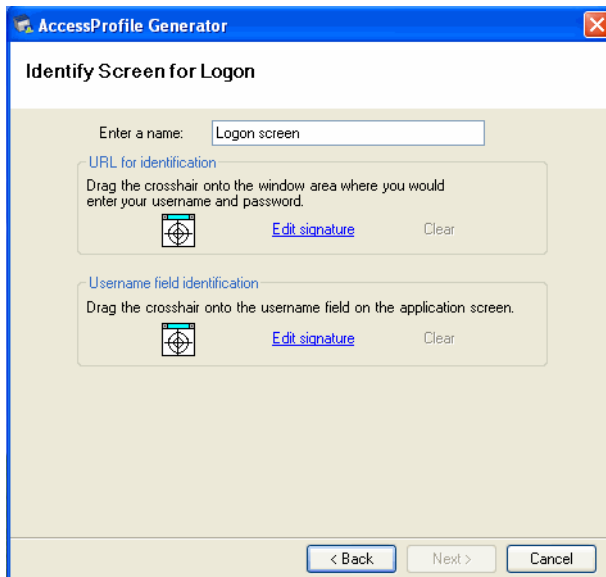 AccessProfile Generator
Identify Screen for Logon
Enter a name: Logon screen
URL for identification
Drag the crosshair onto the window area where you would
enter your username and password.
Edit signature Clear
Username field identification
Drag the crosshair onto the username field on the application screen.
Edit signature Clear
< Back Next > Cancel